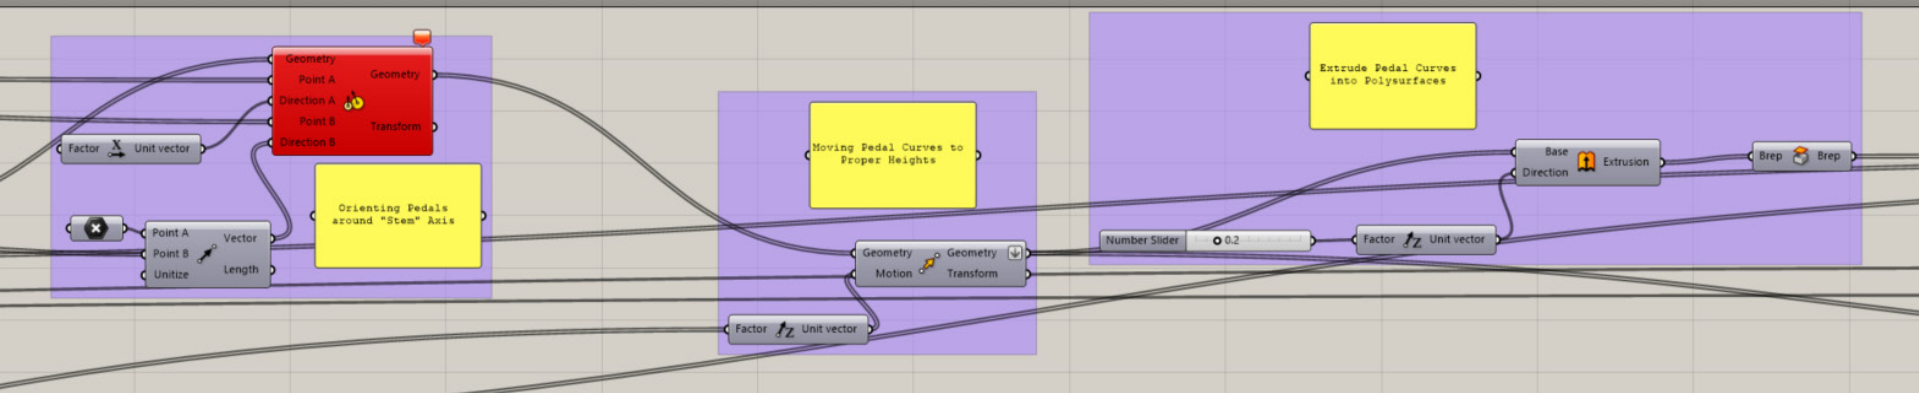 Geometry
Point A
Direction A
Point B
Direction B
Geometry
Transform
Factor
X
Unit vector
Orienting Pedals
around "Stem" Axis
Point A
Point B
Unitize
Vector
Length
Moving Pedal Curves to
Proper Heights
Geometry
Motion
Geometry
Transform
Factor
Z
Unit vector
Extrude Pedal Curves
into Polysurfaces
Base
Direction
Extrusion
Brep
Brep
Number Slider
0.2
Factor
Z
Unit vector